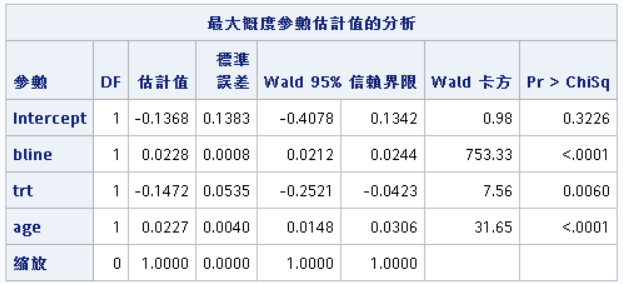 最大概度參數估計值的分析
參數 DF 估計值 標準誤差 Wald 95% 信賴界限 Wald 卡方 Pr > ChiSq
Intercept 1 -0.1368 0.1383 -0.4078 0.1342 0.98 0.3226
bline 1 0.0228 0.0008 0.0212 0.0244 753.33 <.0001
trt 1 -0.1472 0.0535 -0.2521 -0.0423 7.56 0.0060
age 1 0.0227 0.0040 0.0148 0.0306 31.65 <.0001
縮放 0 1.0000 0.0000 1.0000 1.0000